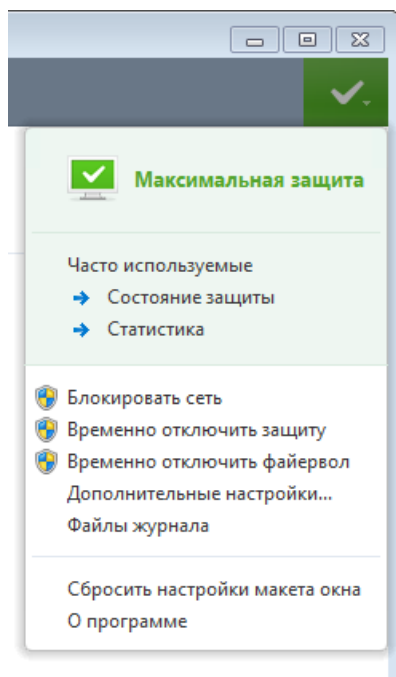 Максимальная защита
Часто используемые
Состояние защиты
Статистика
Блокировать сеть
Временно отключить защиту
Временно отключить файервол
Дополнительные настройки...
Файлы журнала
Сбросить настройки макета окна
О программе